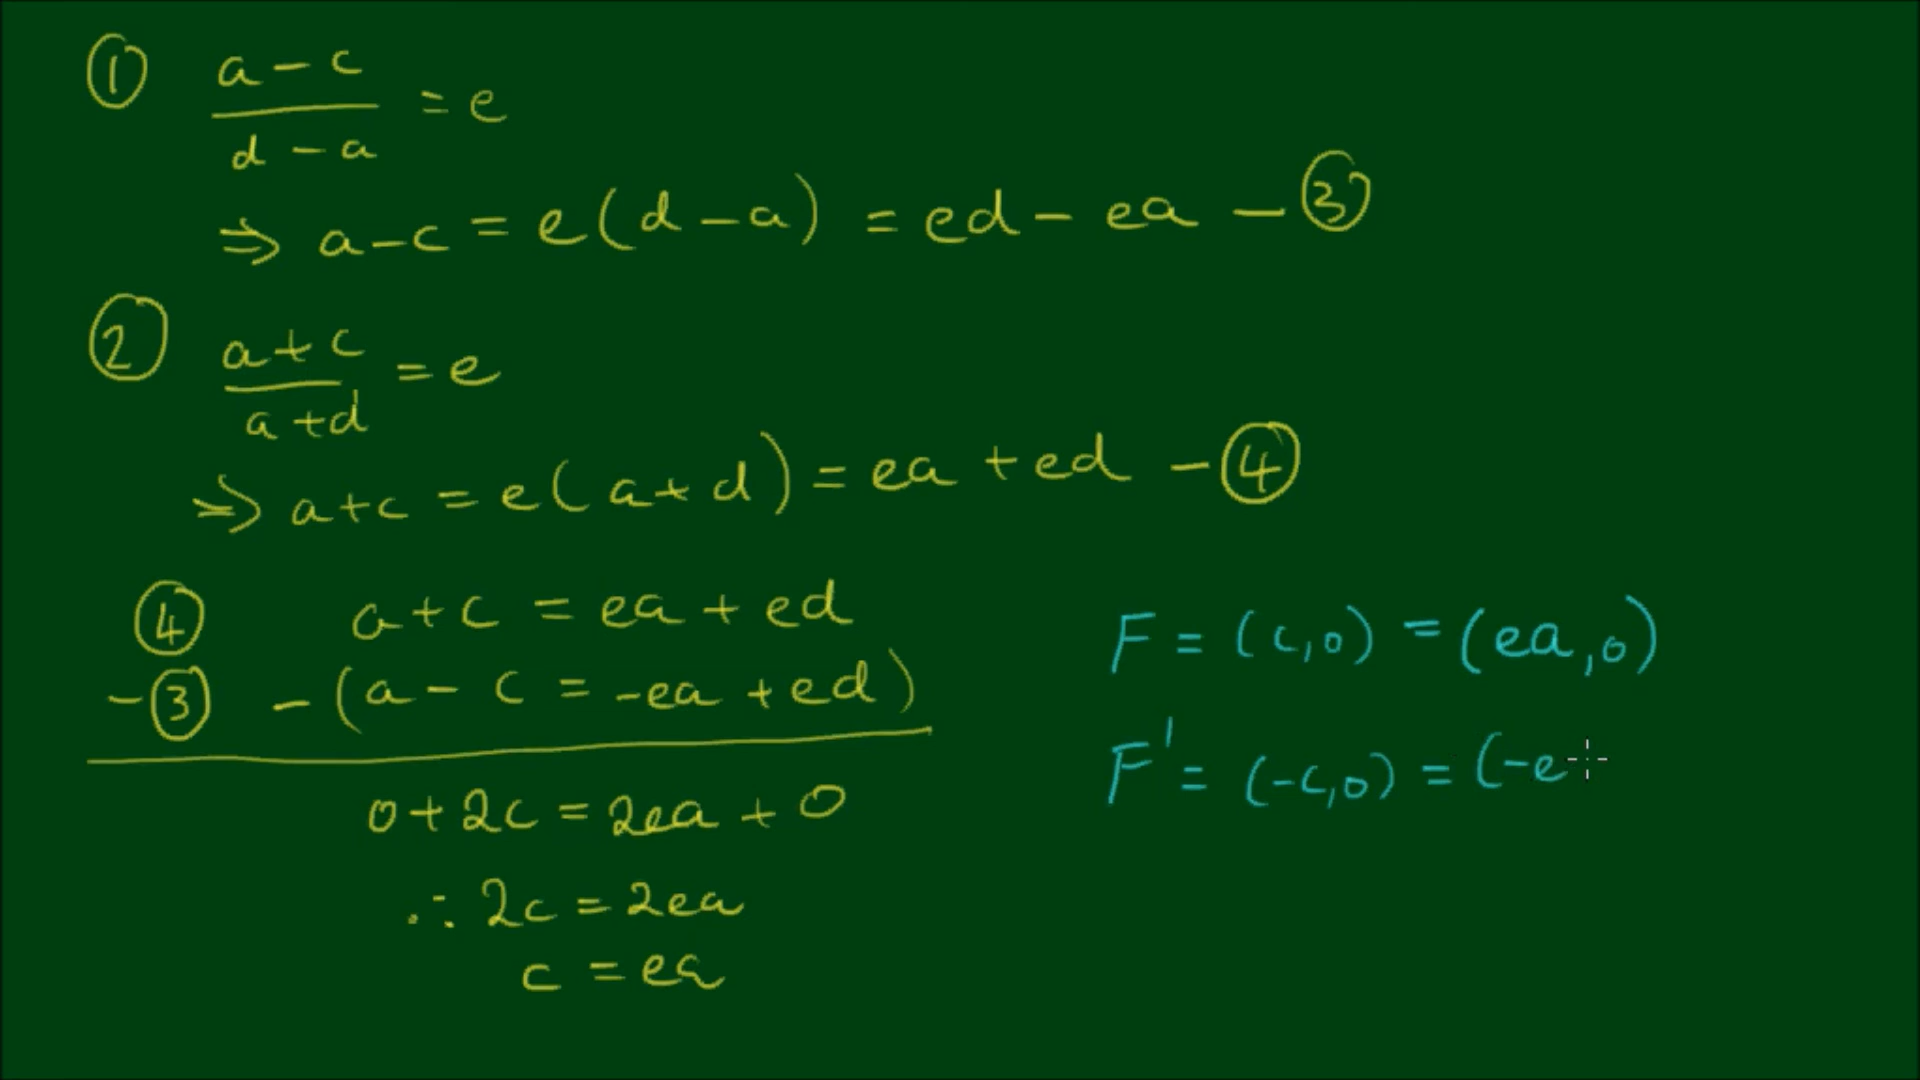 ① a - c
= e
d - a
⇒ a - c = e(d - a) = ed - ea - ③
② a + c
= e
a + d
⇒ a + c = e(a + d) = ea + ed - ④
④ a + c = ea + ed
- ③ - (a - c = -ea + ed)
0 + 2c = 2ea + 0
∴ 2c = 2ea
c = ea
F = (c, 0) = (ea, 0)
F' = (-c, 0) = (-e